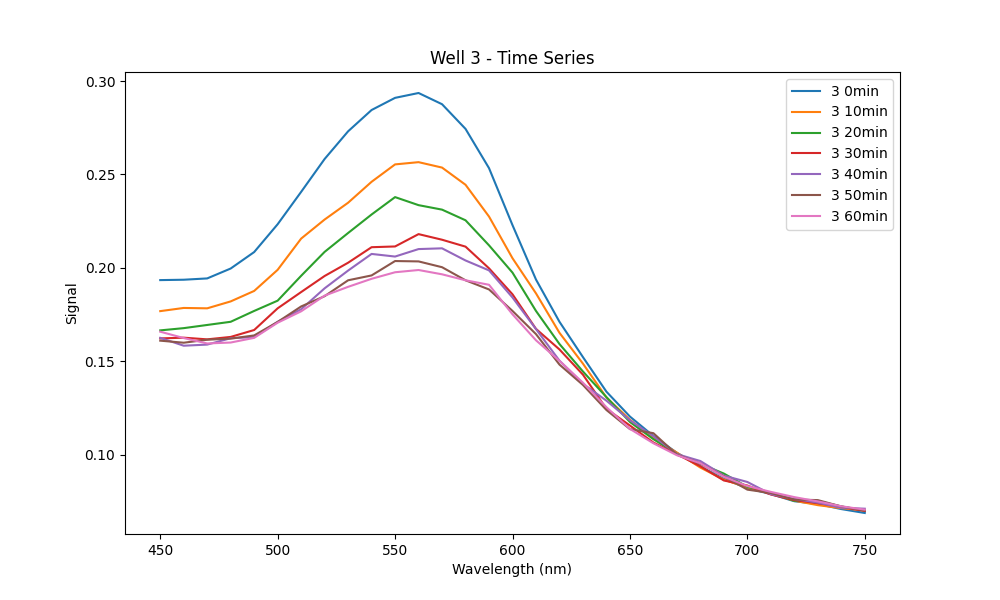 Well 3 - Time Series
3 0min
3 10min
3 20min
3 30min
3 40min
3 50min
3 60min
0.30
0.25
0.20
0.15
0.10
Signal
450 500 550 600 650 700 750
Wavelength (nm)